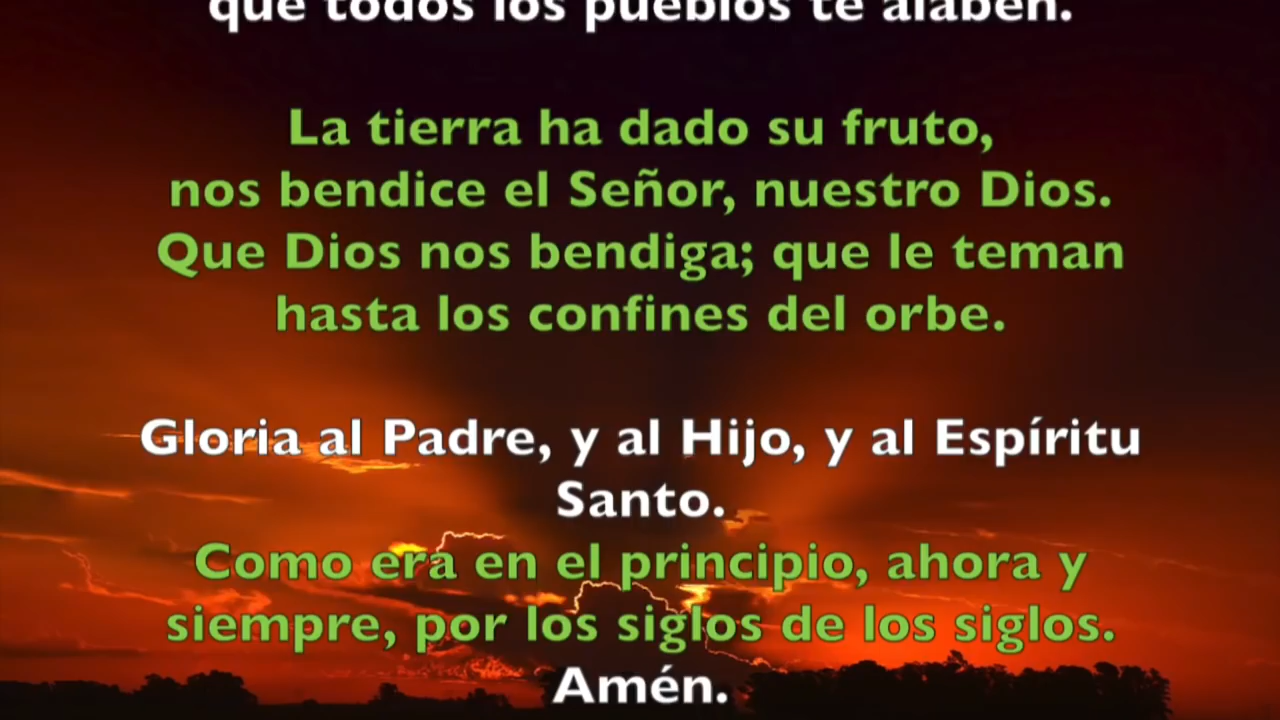 que todos los pueblos te alaben.
La tierra ha dado su fruto,
nos bendice el Señor, nuestro Dios.
Que Dios nos bendiga; que le teman
hasta los confines del orbe.
Gloria al Padre, y al Hijo, y al Espíritu
Santo.
Como era en el principio, ahora y
siempre, por los siglos de los siglos.
Amén.